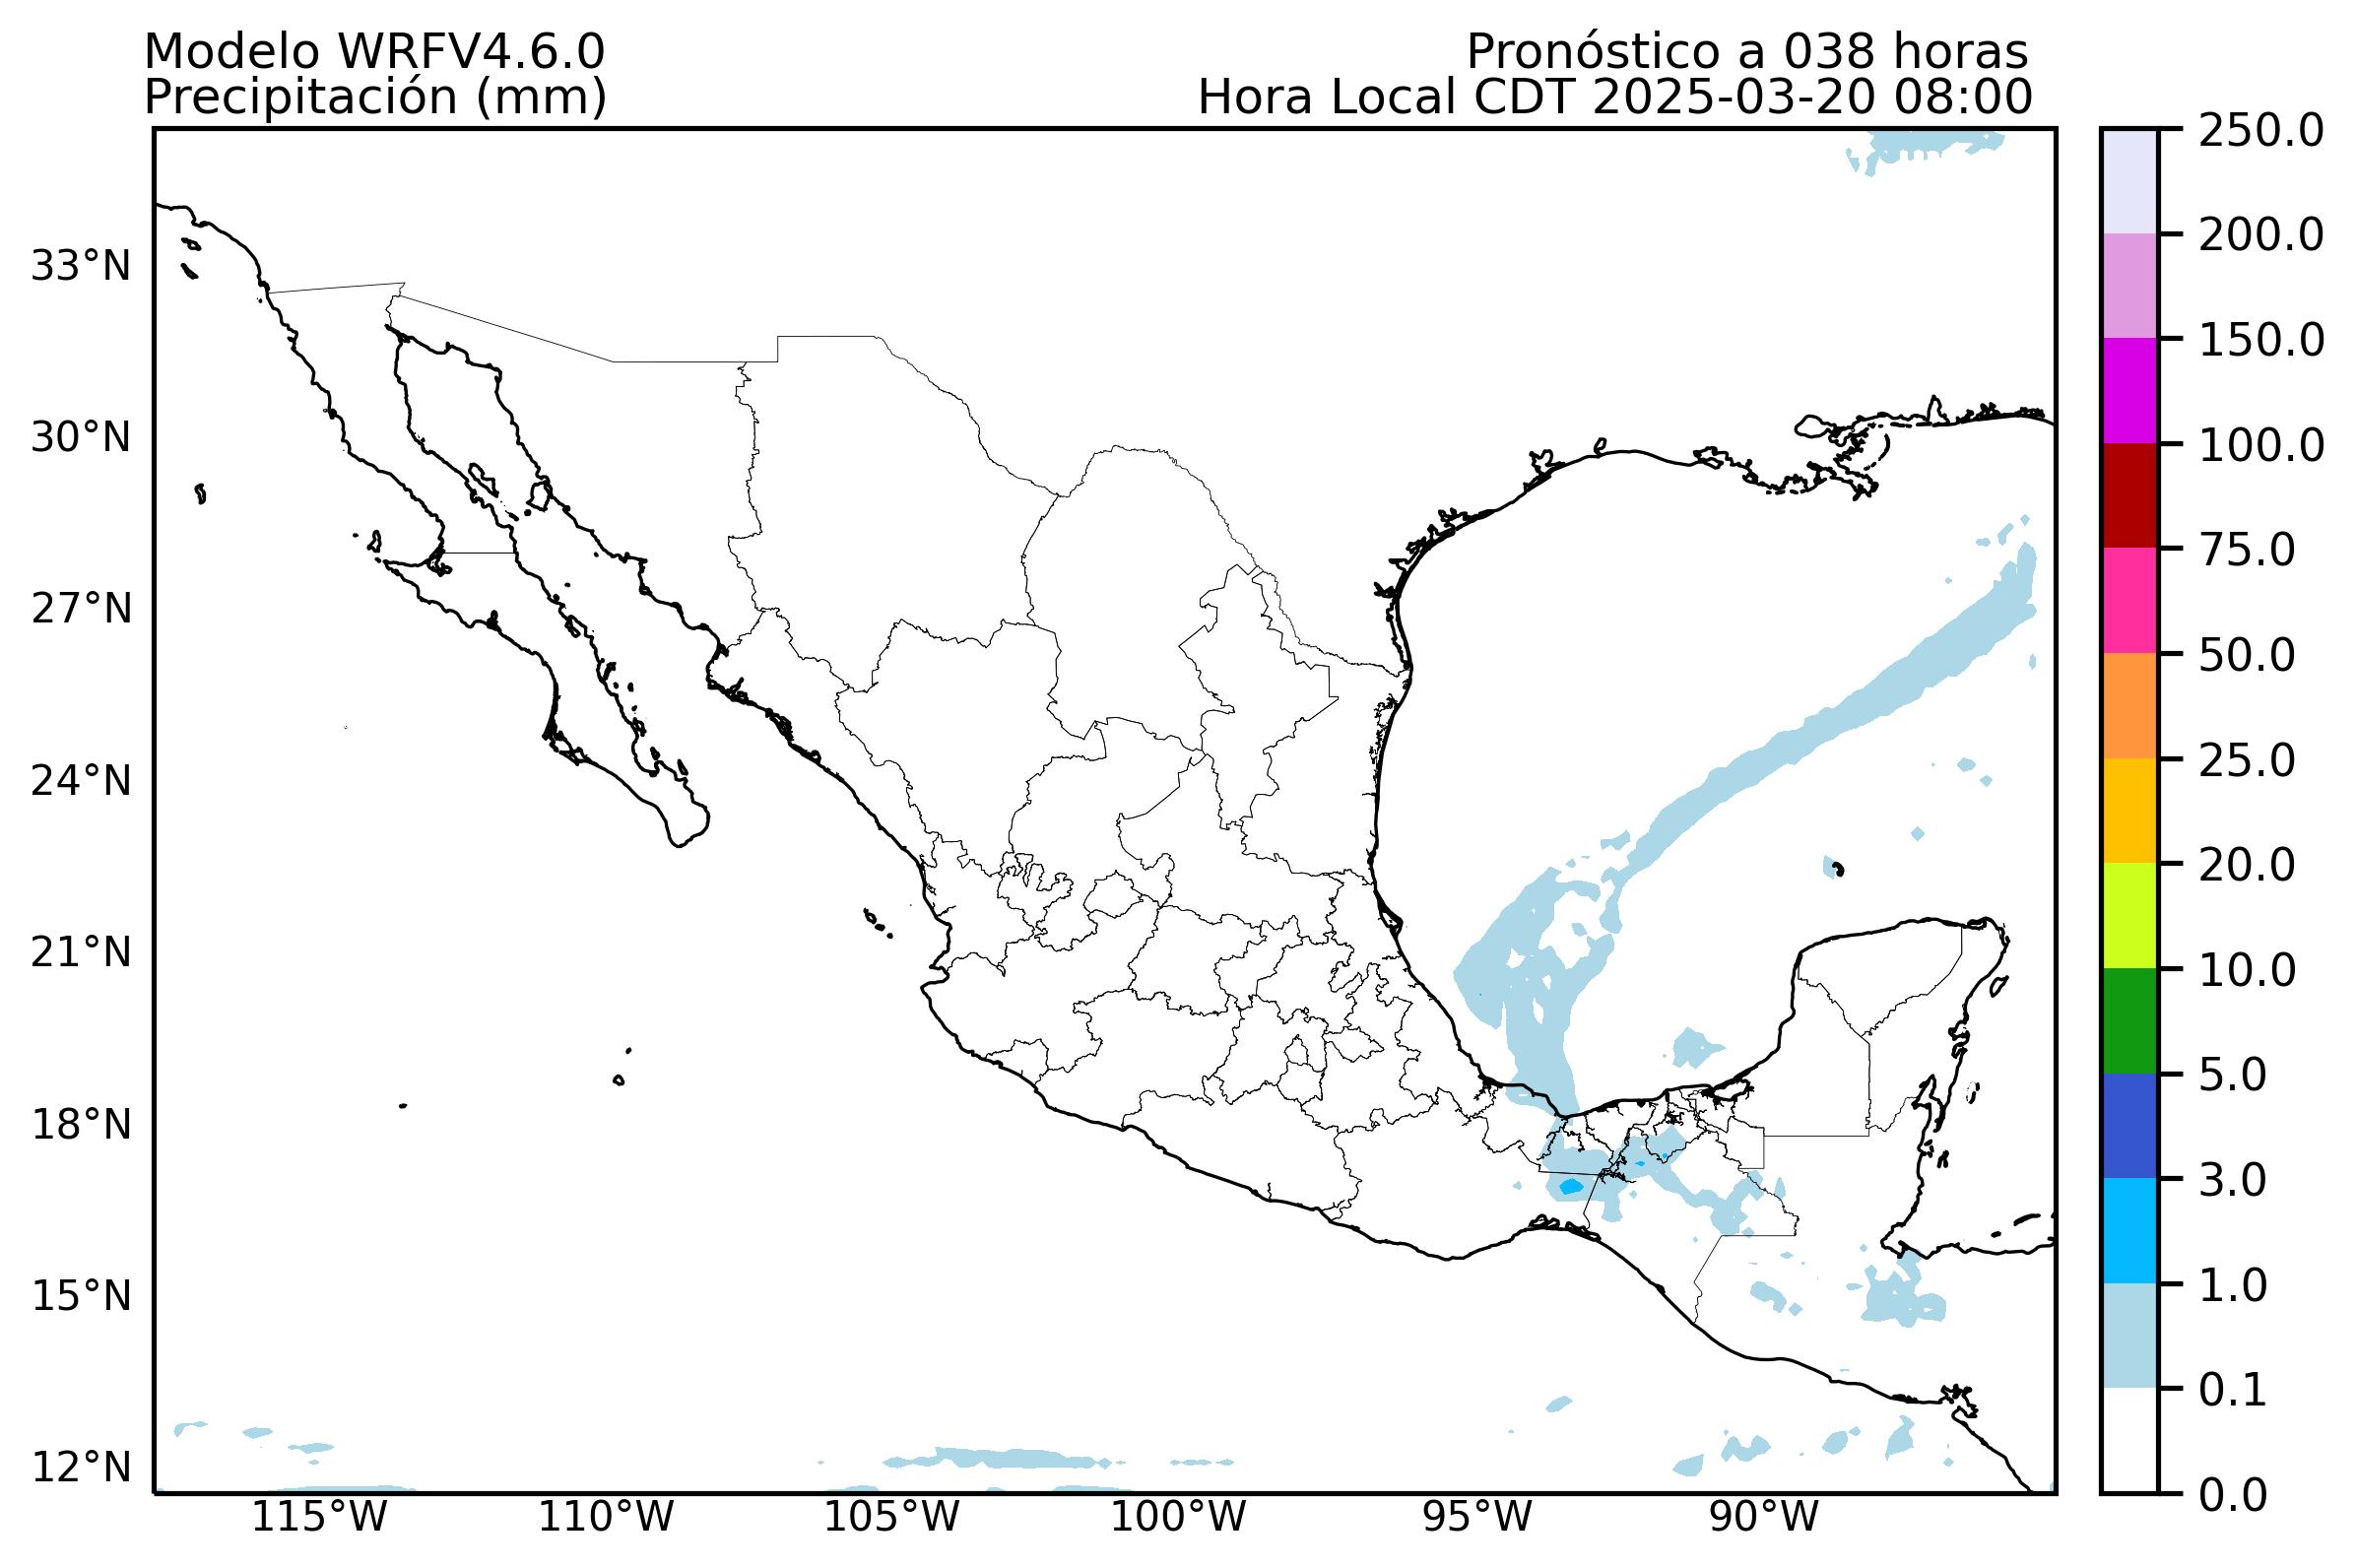 Modelo WRFV4.6.0
Pronóstico a 038 horas
Precipitación (mm)
Hora Local CDT 2025-03-20 08:00
33°N
30°N
27°N
24°N
21°N
18°N
15°N
12°N
115°W
110°W
105°W
100°W
95°W
90°W
250.0
200.0
150.0
100.0
75.0
50.0
25.0
20.0
10.0
5.0
3.0
1.0
0.1
0.0